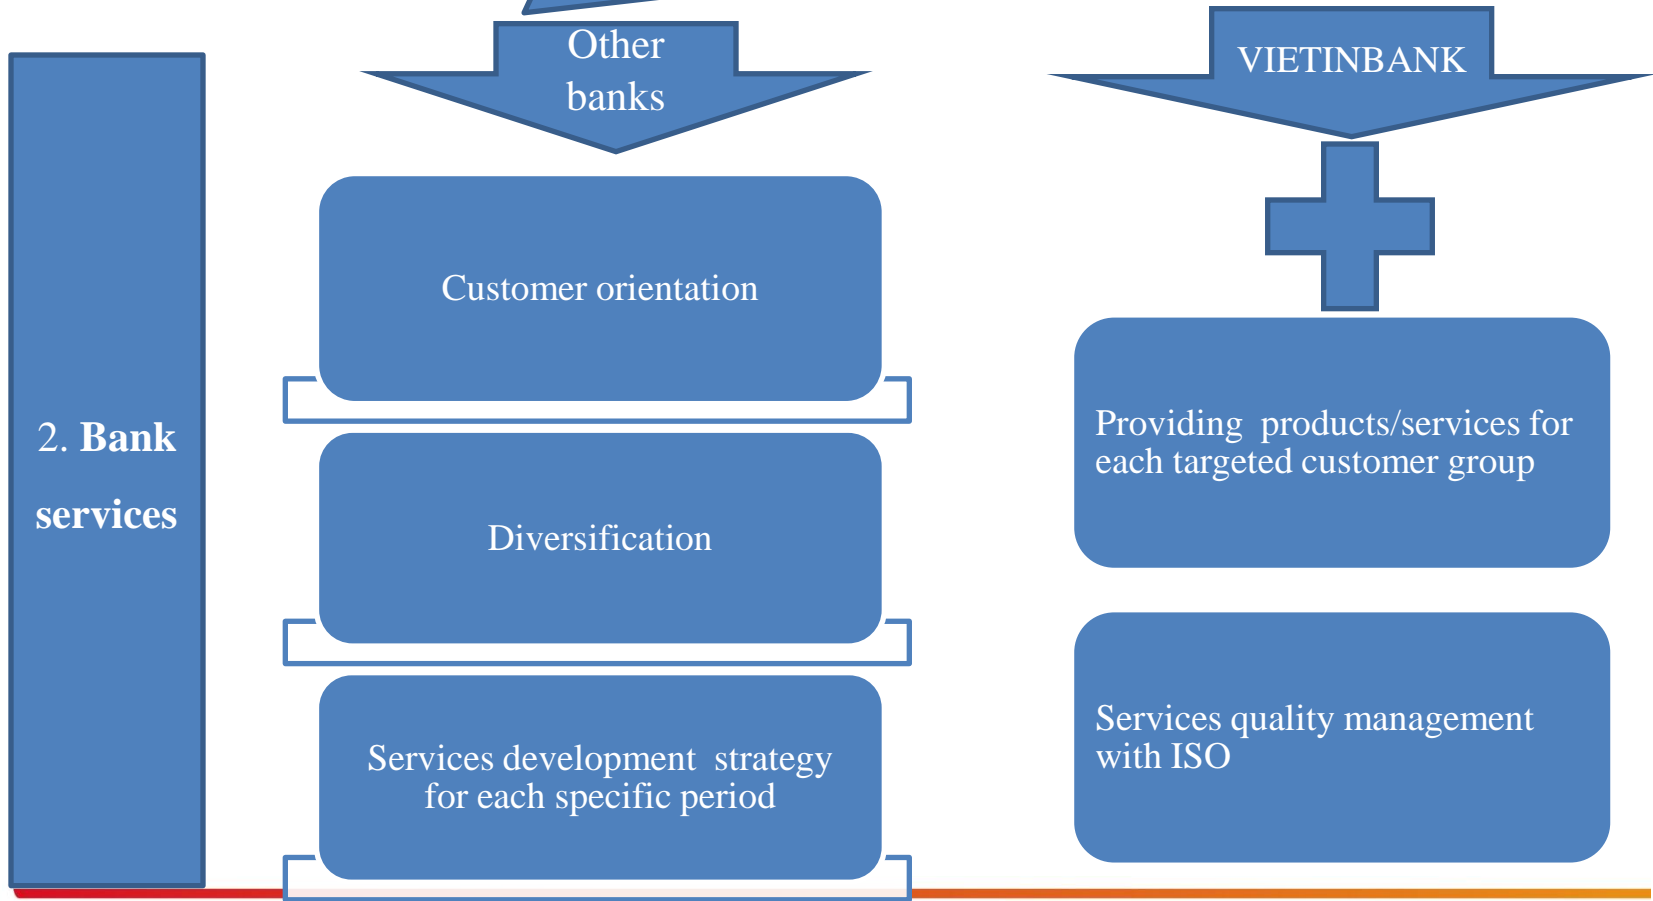 Other
banks
VIETINBANK
2. Bank
services
Customer orientation
Diversification
Services development  strategy
for each specific period
Providing  products/services for
each targeted customer group
Services quality management
with ISO